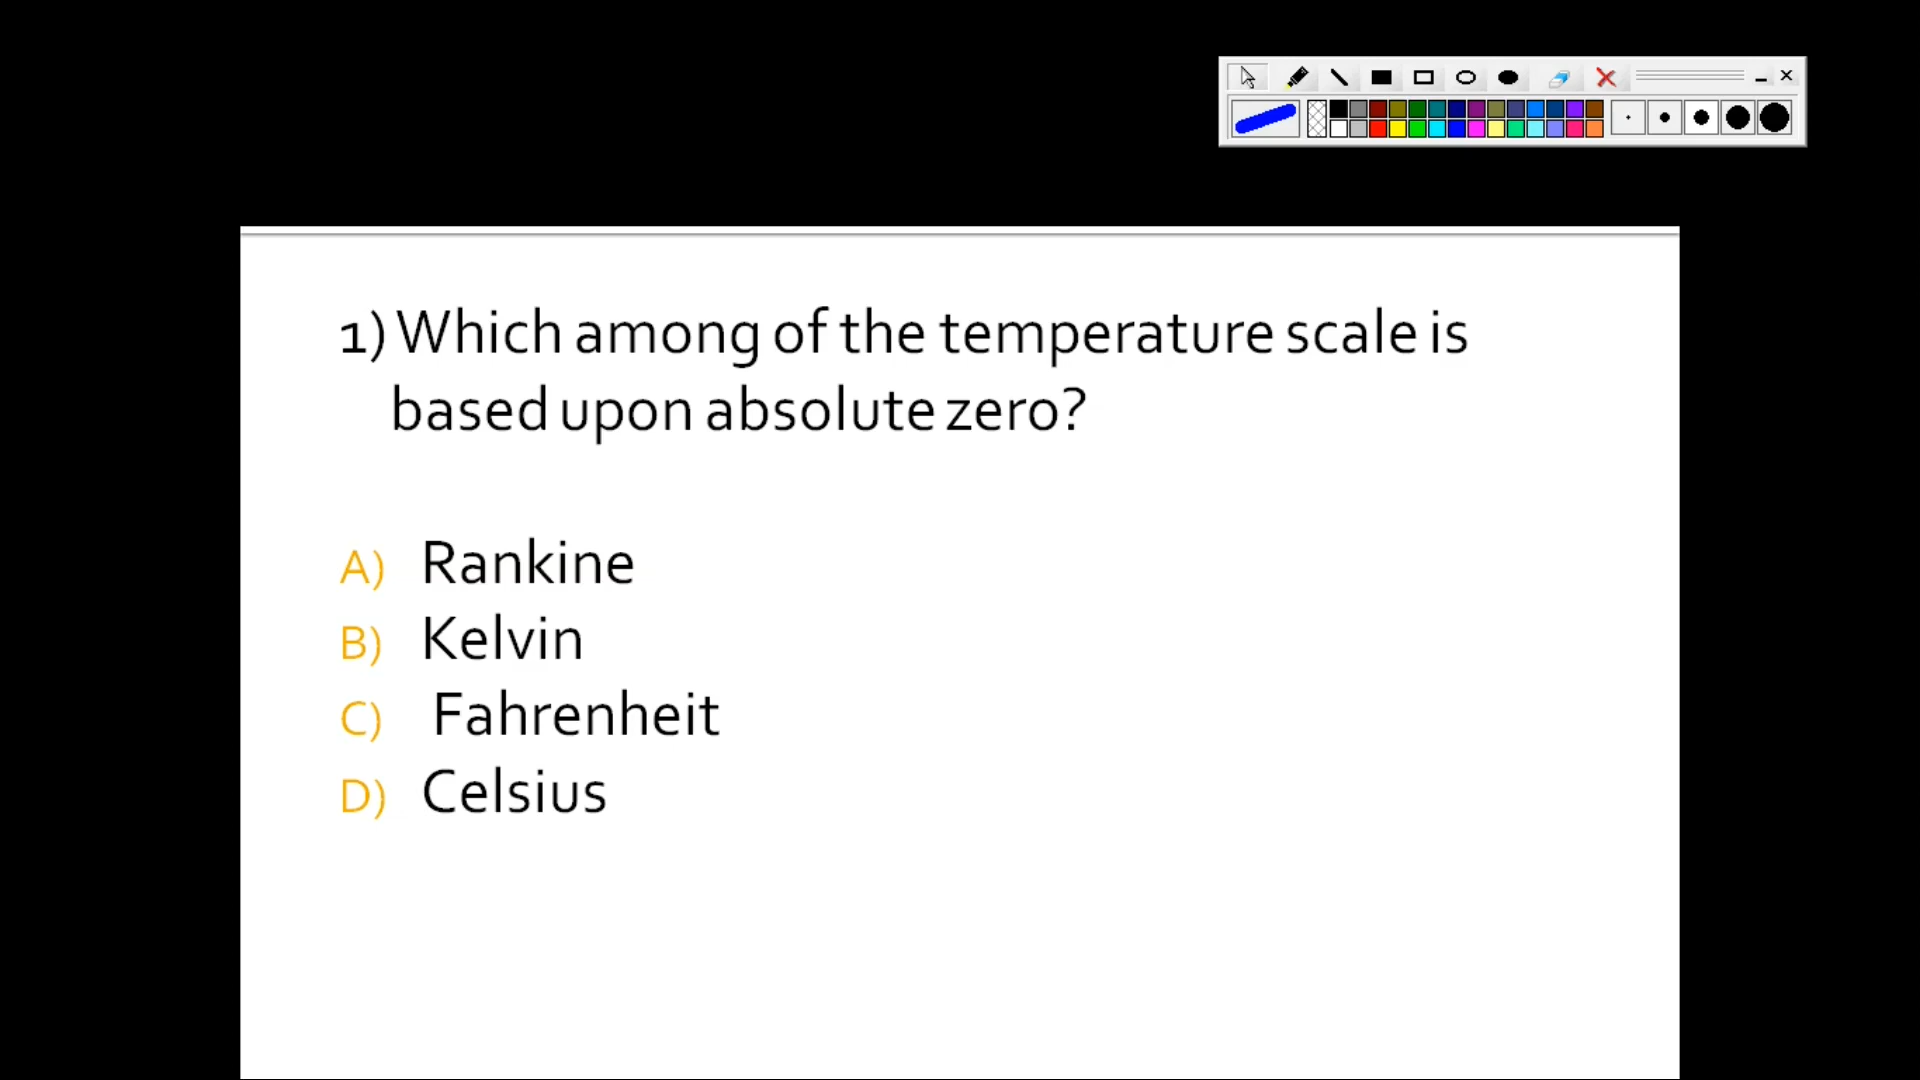 1) Which among of the temperature scale is
based upon absolute zero?
A) Rankine
B) Kelvin
C) Fahrenheit
D) Celsius